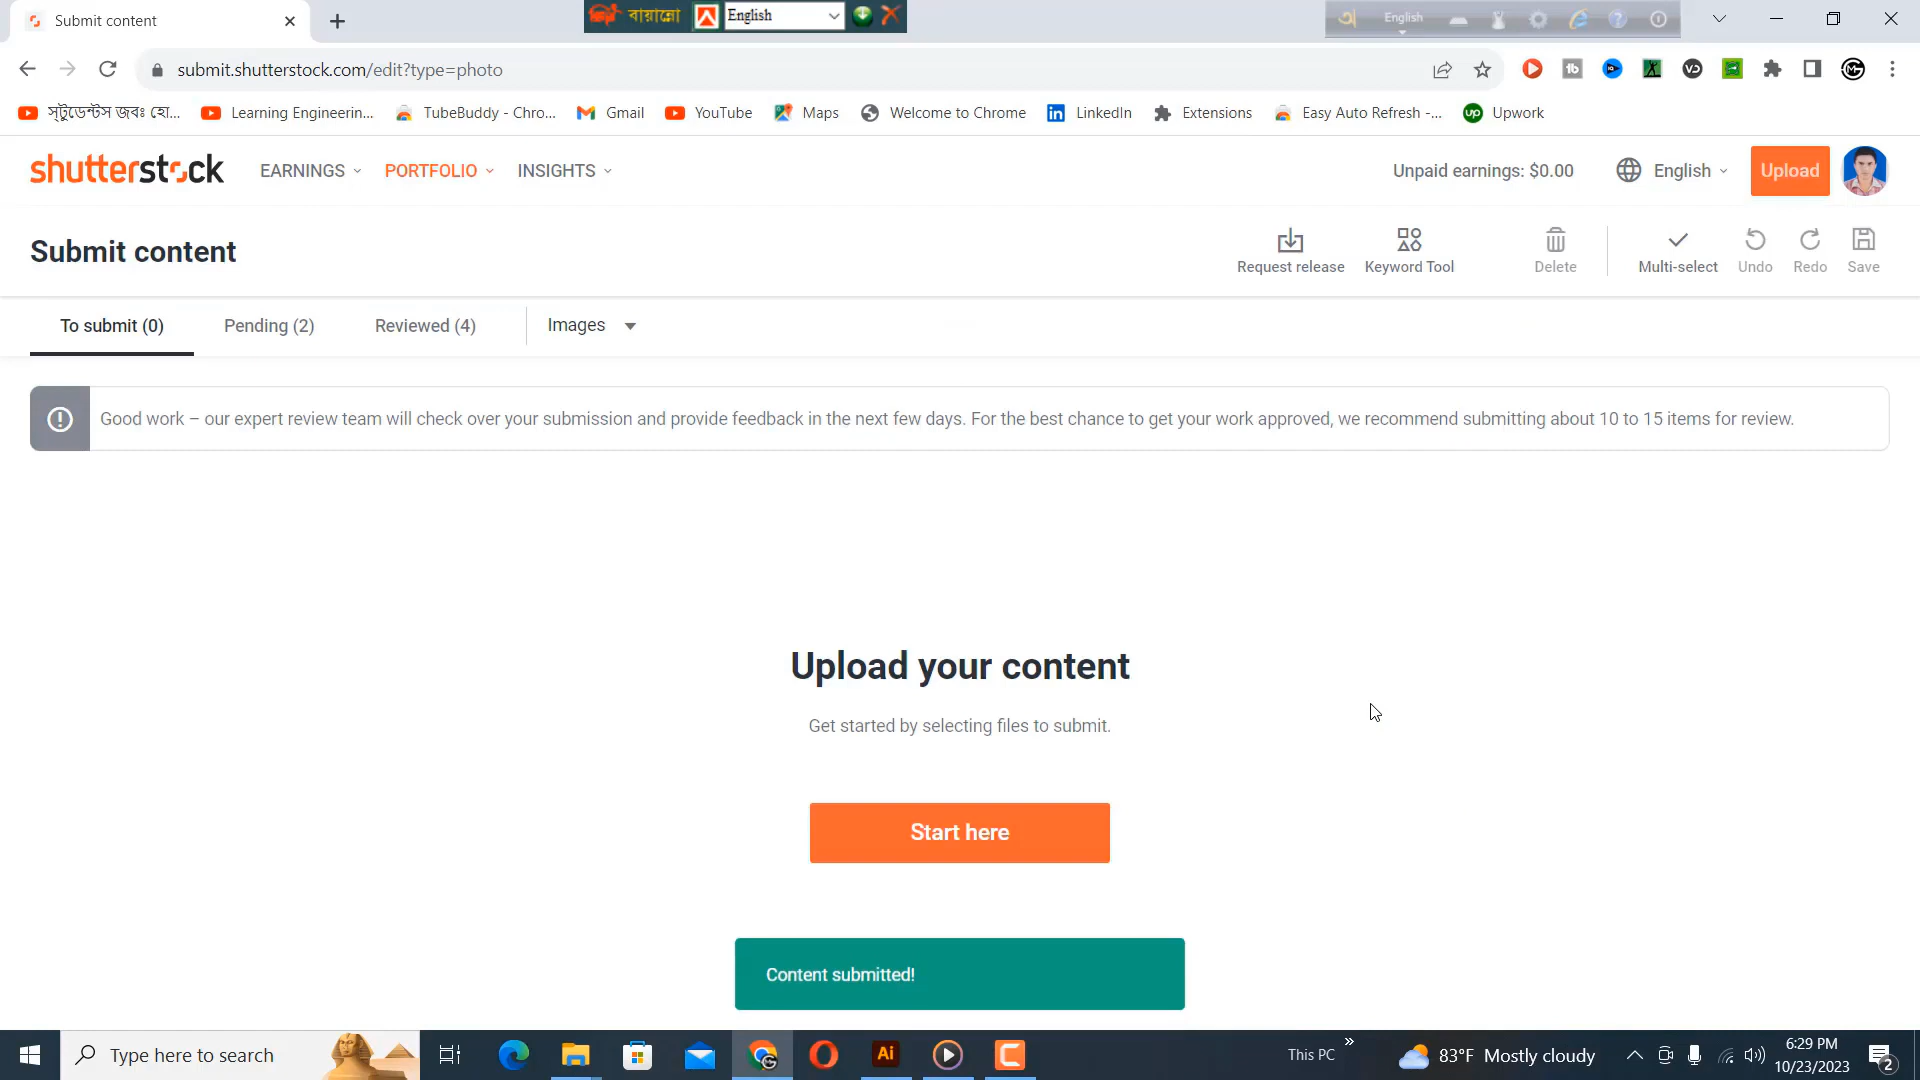 Submit content
বায়ান্নো
English
English
submit.shutterstock.com/edit?type=photo
স্টুডেন্টস জবঃ হো...
Learning Engineerin...
TubeBuddy - Chro...
Gmail
YouTube
Maps
Welcome to Chrome
LinkedIn
Extensions
Easy Auto Refresh -...
Upwork
shutterstock
EARNINGS
PORTFOLIO
INSIGHTS
Unpaid earnings: $0.00
English
Upload
Submit content
Request release
Keyword Tool
Delete
Multi-select
Undo
Redo
Save
To submit (0)
Pending (2)
Reviewed (4)
Images
Good work – our expert review team will check over your submission and provide feedback in the next few days. For the best chance to get your work approved, we recommend submitting about 10 to 15 items for review.
Upload your content
Get started by selecting files to submit.
Start here
Content submitted!
Type here to search
Ai
This PC
83°F Mostly cloudy
6:29 PM
10/23/2023
2